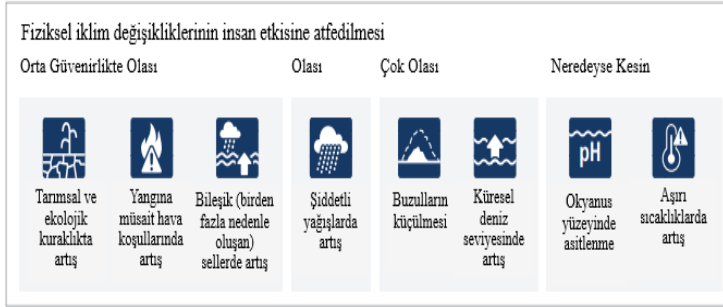 Fiziksel iklim değişikliklerinin insan etkisine atfedilmesi
Orta Güvenirlikte Olası
Olası
Çok Olası
Neredeyse Kesin
Tarımsal ve
ekolojik
kuraklıkta
artış
Yangına
müsait hava
koşullarında
artış
Bileşik (birden
fazla nedenle
oluşan)
sellerde artış
Şiddetli
yağışlarda
artış
Buzulların
küçülmesi
Küresel
deniz
seviyesinde
artış
pH
Okyanus
yüzeyinde
asitlenme
Aşırı
sıcaklıklarda
artış